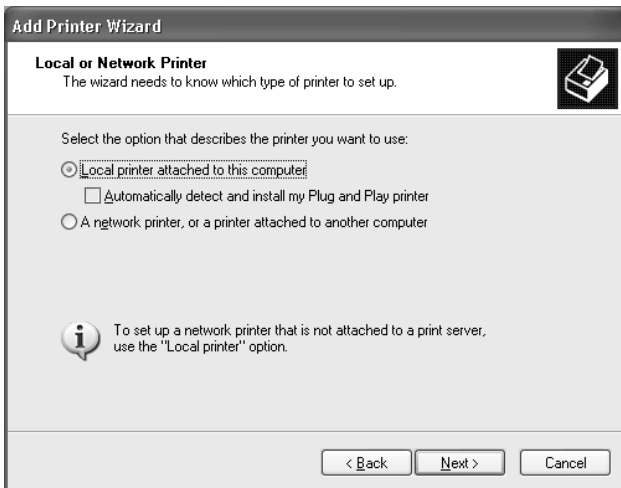 Add Printer Wizard
Local or Network Printer
The wizard needs to know which type of printer to set up.
Select the option that describes the printer you want to use:
Local printer attached to this computer
Automatically detect and install my Plug and Play printer
A network printer, or a printer attached to another computer
To set up a network printer that is not attached to a print server,
use the "Local printer" option.
< Back Next > Cancel